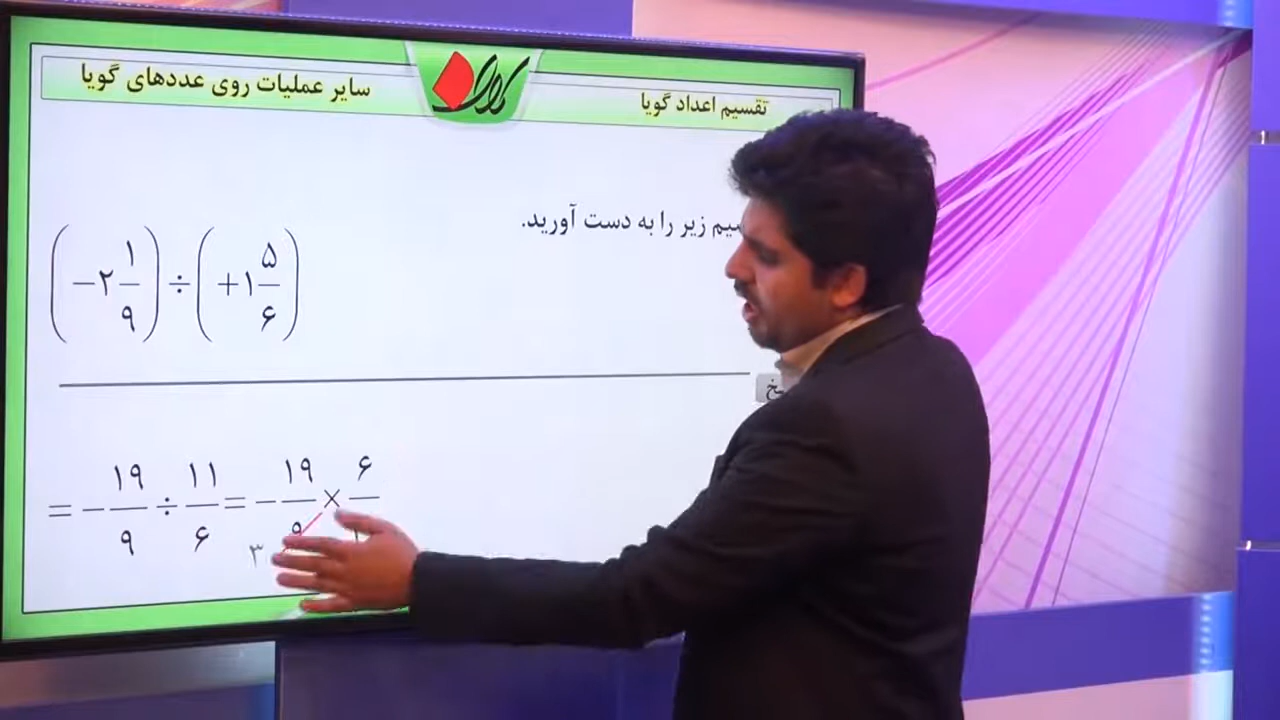 تقسیم اعداد گویا
سایر عملیات روی عددهای گویا
زیر را به دست آورید.
(−۲ ۱/۹) ÷ (+۱ ۵/۶)
= −۱۹/۹ ÷ ۱۱/۶ = −۱۹/۹ × ۶/
۳